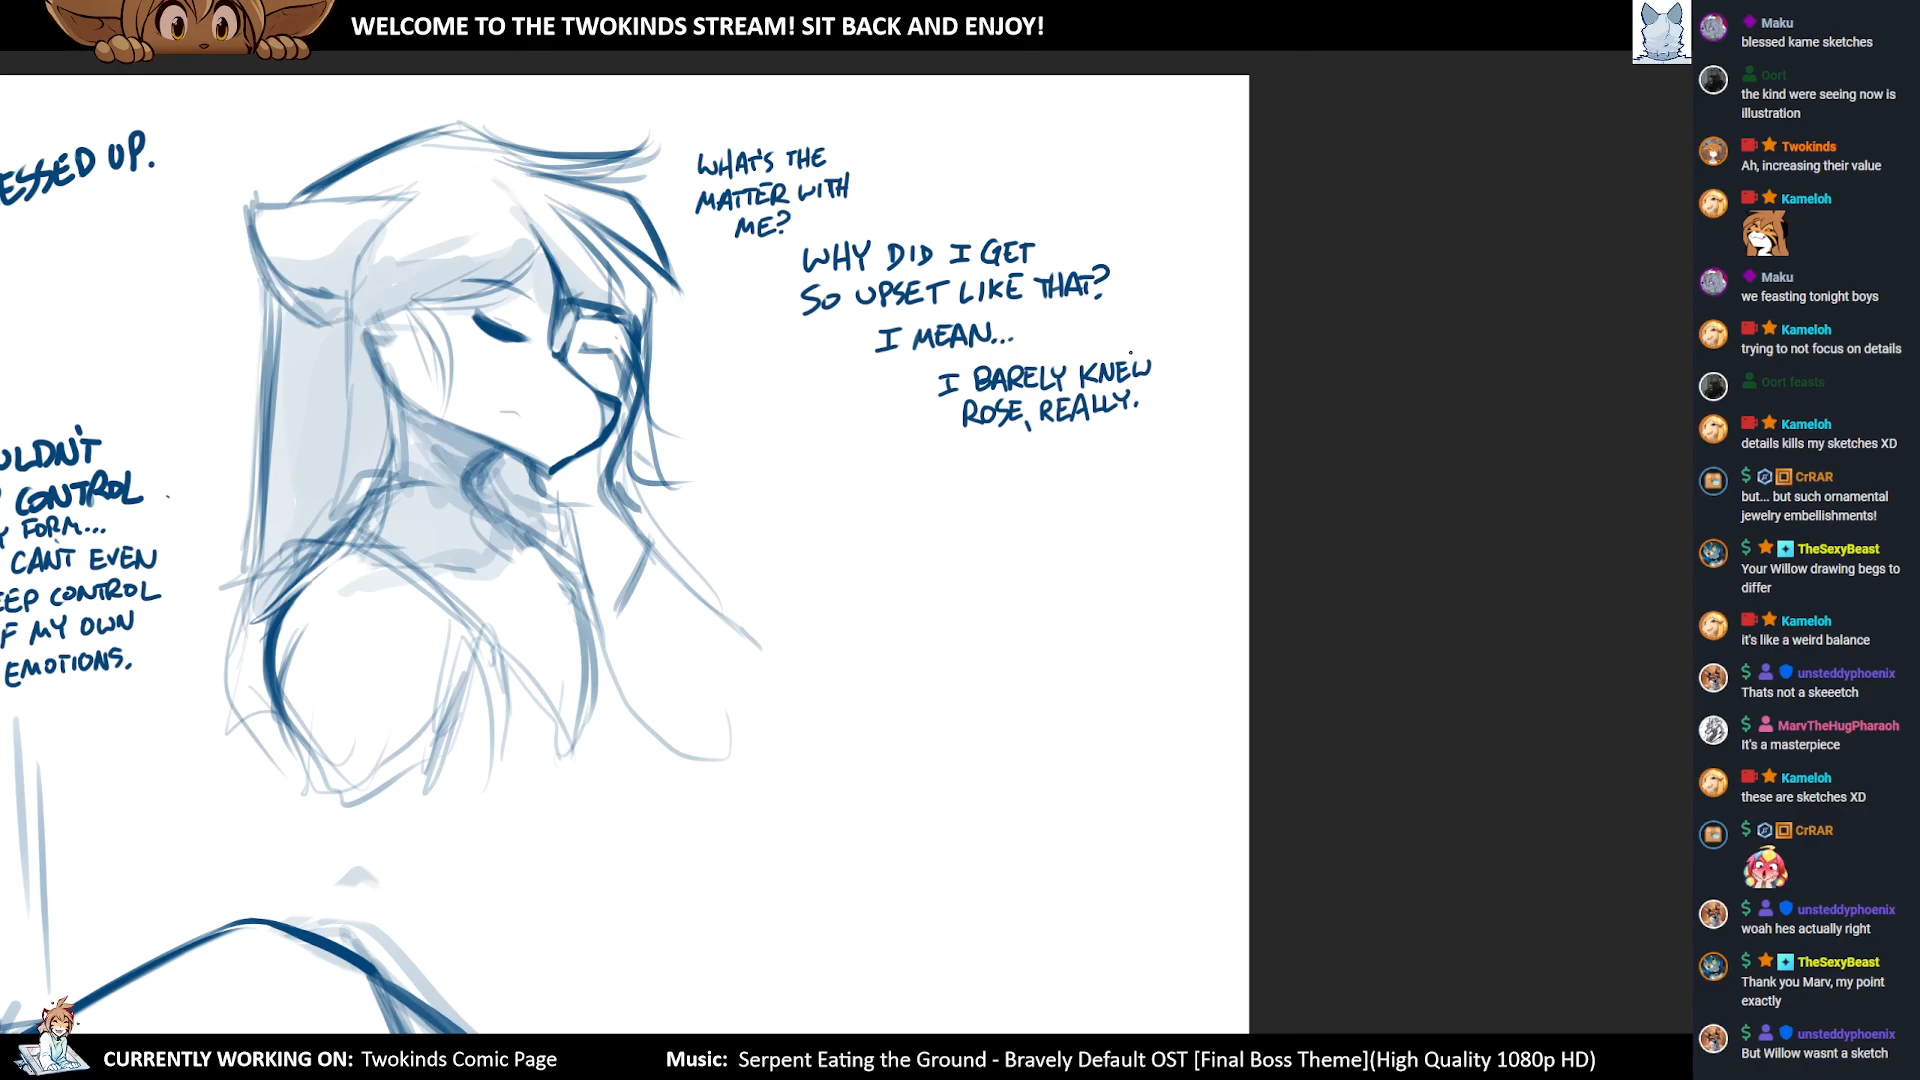 WELCOME TO THE TWOKINDS STREAM! SIT BACK AND ENJOY!
ESSED UP.
WHAT'S THE
MATTER WITH
ME?
WHY DID I GET
SO UPSET LIKE THAT?
I MEAN...
I BARELY KNEW
ROSE, REALLY.
ULDN'T
CONTROL
Y FORM...
CAN'T EVEN
EEP CONTROL
F MY OWN
EMOTIONS.
Maku
blessed kame sketches
Oort
the kind were seeing now is
illustration
Twokinds
Ah, increasing their value
Kameloh
Maku
we feasting tonight boys
Kameloh
trying to not focus on details
Oort feasts
Kameloh
details kills my sketches XD
CrRAR
but... but such ornamental
jewelry embellishments!
TheSexyBeast
Your Willow drawing begs to
differ
Kameloh
It's like a weird balance
unsteddyphoenix
Thats not a skeeetch
MarvTheHugPharaoh
It's a masterpiece
Kameloh
these are sketches XD
CrRAR
unsteddyphoenix
woah hes actually right
TheSexyBeast
Thank you Marv, my point
exactly
unsteddyphoenix
But Willow wasnt a sketch
CURRENTLY WORKING ON: Twokinds Comic Page
Music: Serpent Eating the Ground - Bravely Default OST [Final Boss Theme](High Quality 1080p HD)